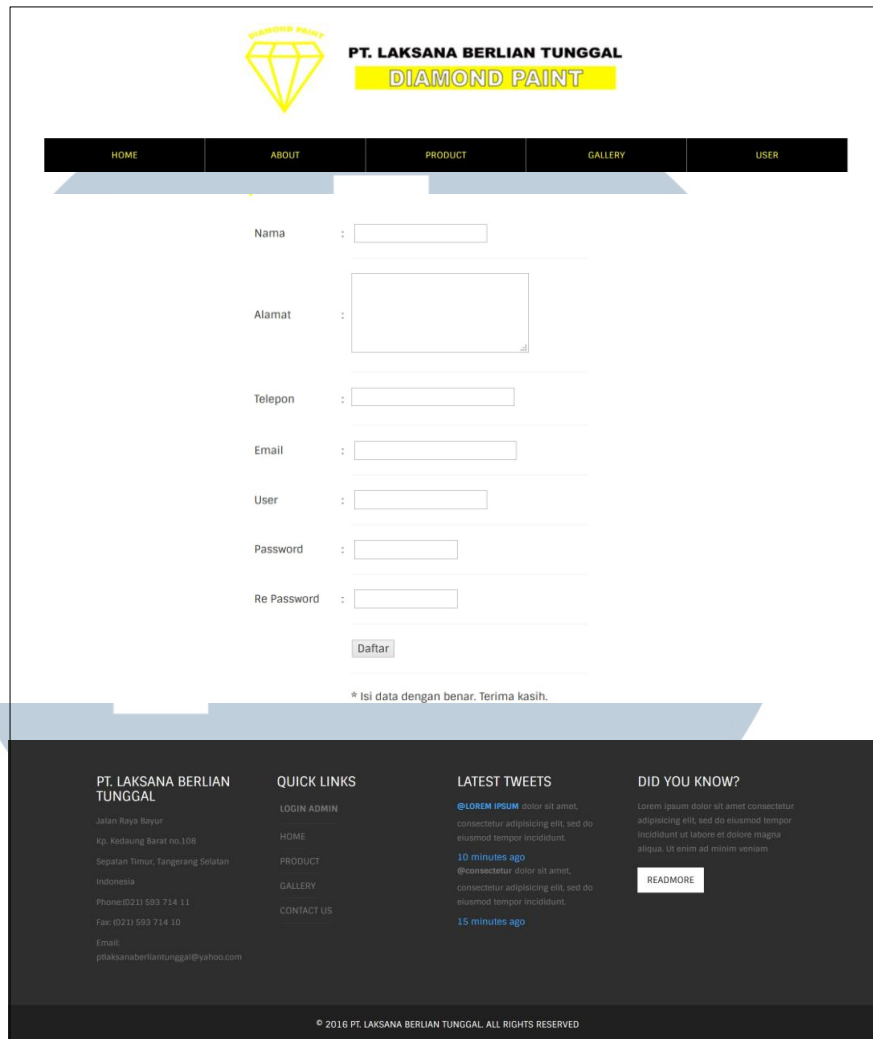 DIAMOND PAINT
PT. LAKSANA BERLIAN TUNGGAL
DIAMOND PAINT
HOME ABOUT PRODUCT GALLERY USER
Nama :
Alamat :
Telepon :
Email :
User :
Password :
Re Password :
Daftar
* Isi data dengan benar. Terima kasih.
PT. LAKSANA BERLIAN
TUNGGAL
Jalan Raya Bayur
Kp. Kedaung Barat no.108
Sepatan Timur, Tangerang Selatan
Indonesia
Phone:(021) 593 714 11
Fax: (021) 593 714 10
Email:
ptlaksanaberliantunggal@yahoo.com
QUICK LINKS
LOGIN ADMIN
HOME
PRODUCT
GALLERY
CONTACT US
LATEST TWEETS
@LOREM IPSUM dolor sit amet,
consectetur adipisicing elit, sed do
eiusmod tempor incididunt.
10 minutes ago
@consectetur dolor sit amet,
consectetur adipisicing elit, sed do
eiusmod tempor incididunt.
15 minutes ago
DID YOU KNOW?
Lorem ipsum dolor sit amet consectetur
adipisicing elit, sed do eiusmod tempor
incididunt ut labore et dolore magna
aliqua. Ut enim ad minim veniam
READMORE
© 2016 PT. LAKSANA BERLIAN TUNGGAL. ALL RIGHTS RESERVED